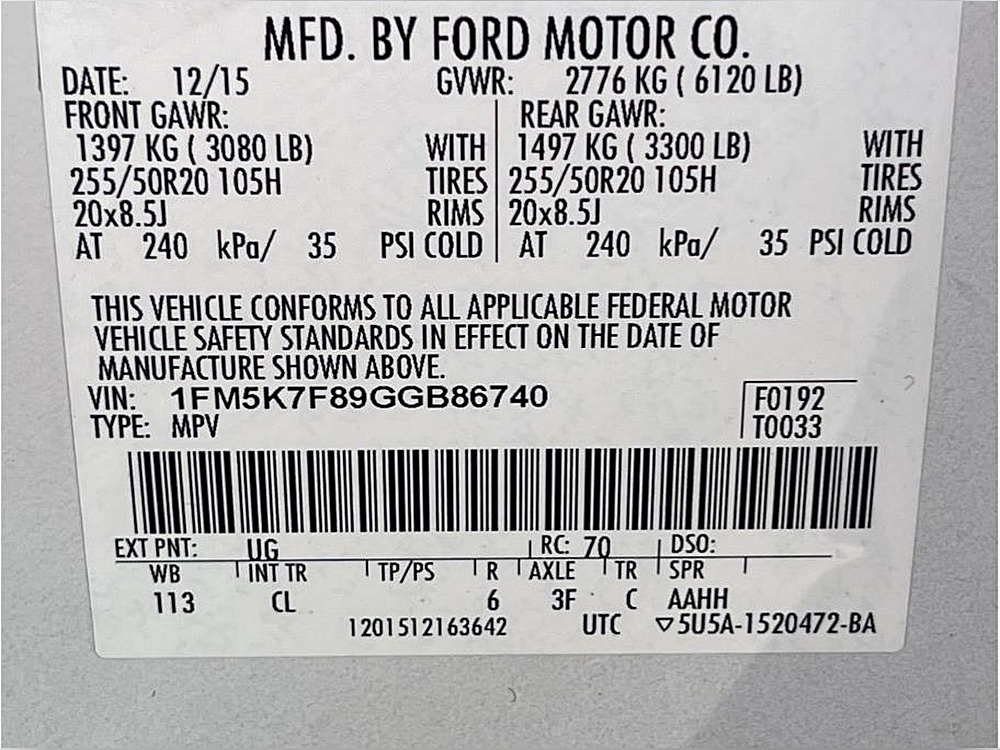 MFD. BY FORD MOTOR CO.
DATE: 12/15 GVWR: 2776 KG ( 6120 LB)
FRONT GAWR: REAR GAWR:
1397 KG ( 3080 LB) WITH 1497 KG ( 3300 LB) WITH
255/50R20 105H TIRES 255/50R20 105H TIRES
20x8.5J RIMS 20x8.5J RIMS
AT 240 kPa/ 35 PSI COLD AT 240 kPa/ 35 PSI COLD
THIS VEHICLE CONFORMS TO ALL APPLICABLE FEDERAL MOTOR
VEHICLE SAFETY STANDARDS IN EFFECT ON THE DATE OF
MANUFACTURE SHOWN ABOVE.
VIN: 1FM5K7F89GGB86740 F0192
TYPE: MPV T0033
EXT PNT: UG RC: 70 DSO:
WB INT TR TP/PS R AXLE TR SPR
113 CL 6 3F C AAHH
1201512163642 UTC ▽5U5A-1520472-BA